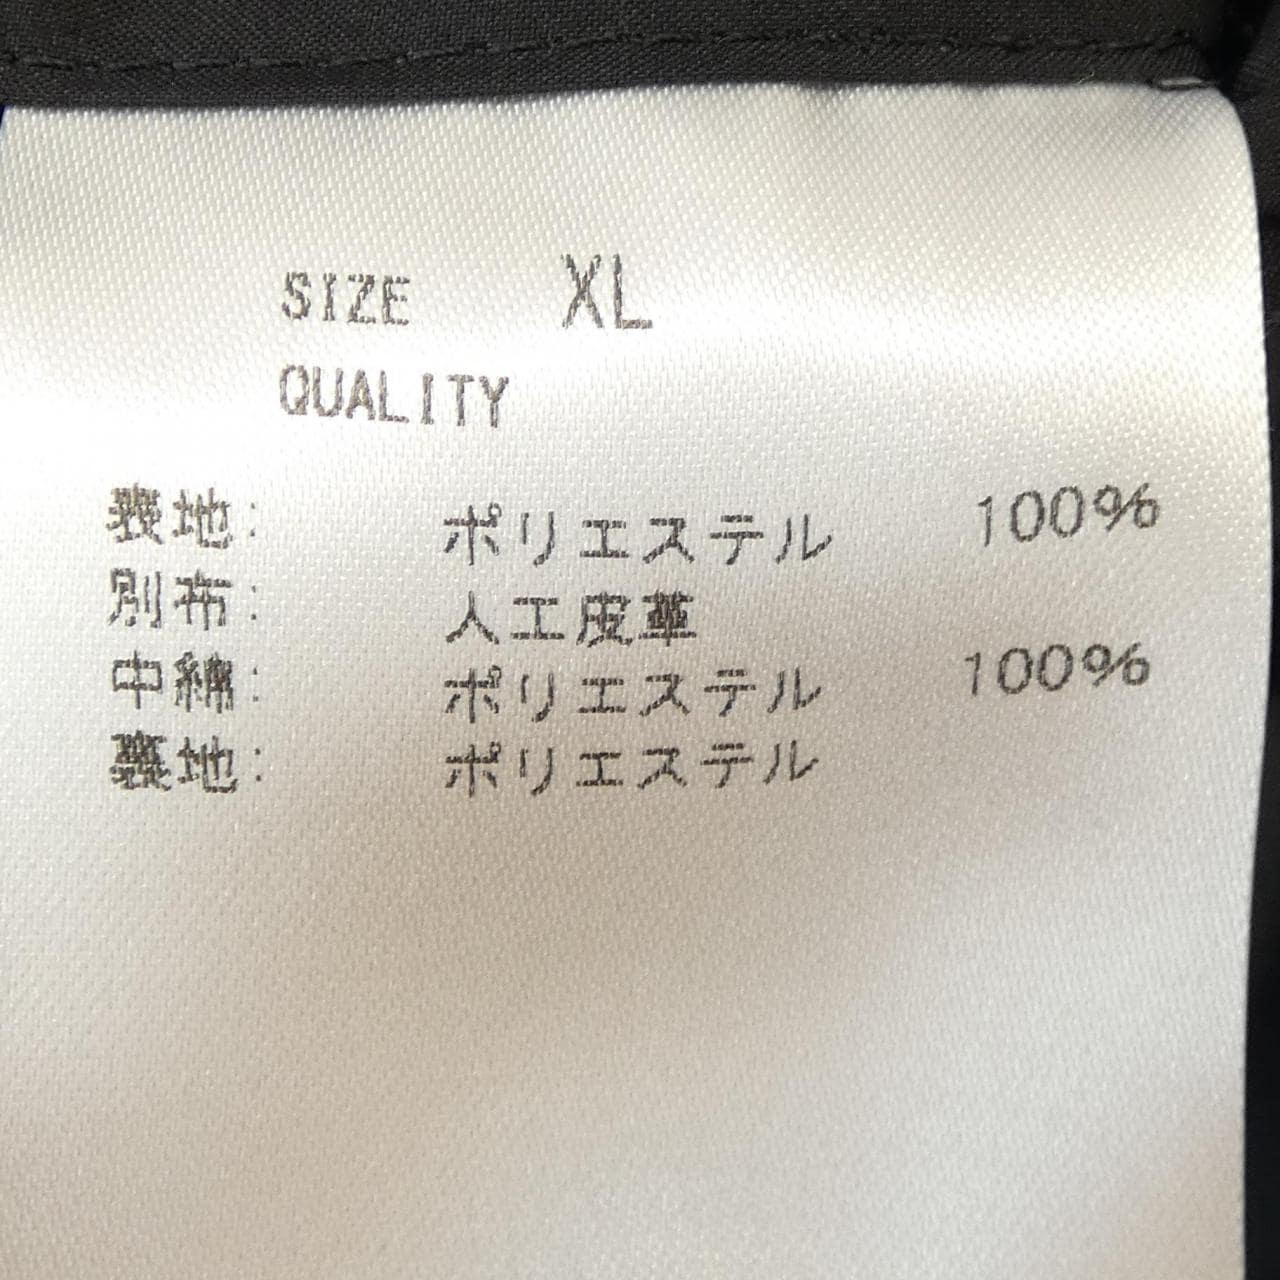 SIZE XL
QUALITY
表地: ポリエステル 100%
別布: 人工皮革
中綿: ポリエステル 100%
裏地: ポリエステル